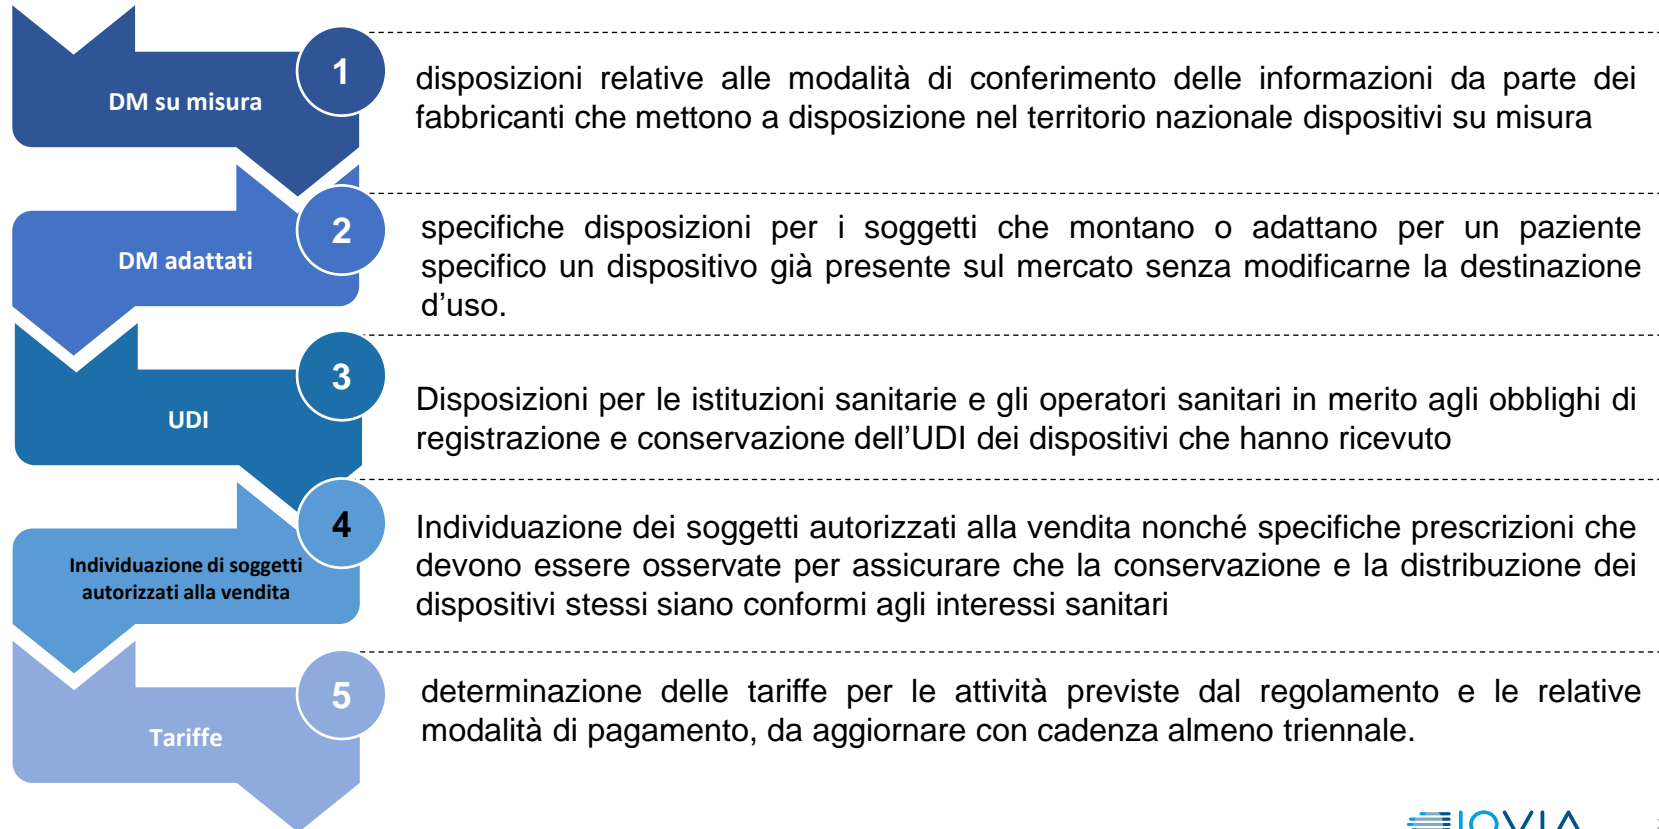 DM su misura
1
disposizioni relative alle modalità di conferimento delle informazioni da parte dei
fabbricanti che mettono a disposizione nel territorio nazionale dispositivi su misura
DM adattati
2
specifiche disposizioni per i soggetti che montano o adattano per un paziente
specifico un dispositivo già presente sul mercato senza modificarne la destinazione
d’uso.
UDI
3
Disposizioni per le istituzioni sanitarie e gli operatori sanitari in merito agli obblighi di
registrazione e conservazione dell’UDI dei dispositivi che hanno ricevuto
Individuazione di soggetti
autorizzati alla vendita
4
Individuazione dei soggetti autorizzati alla vendita nonché specifiche prescrizioni che
devono essere osservate per assicurare che la conservazione e la distribuzione dei
dispositivi stessi siano conformi agli interessi sanitari
Tariffe
5
determinazione delle tariffe per le attività previste dal regolamento e le relative
modalità di pagamento, da aggiornare con cadenza almeno triennale.
IQVIA